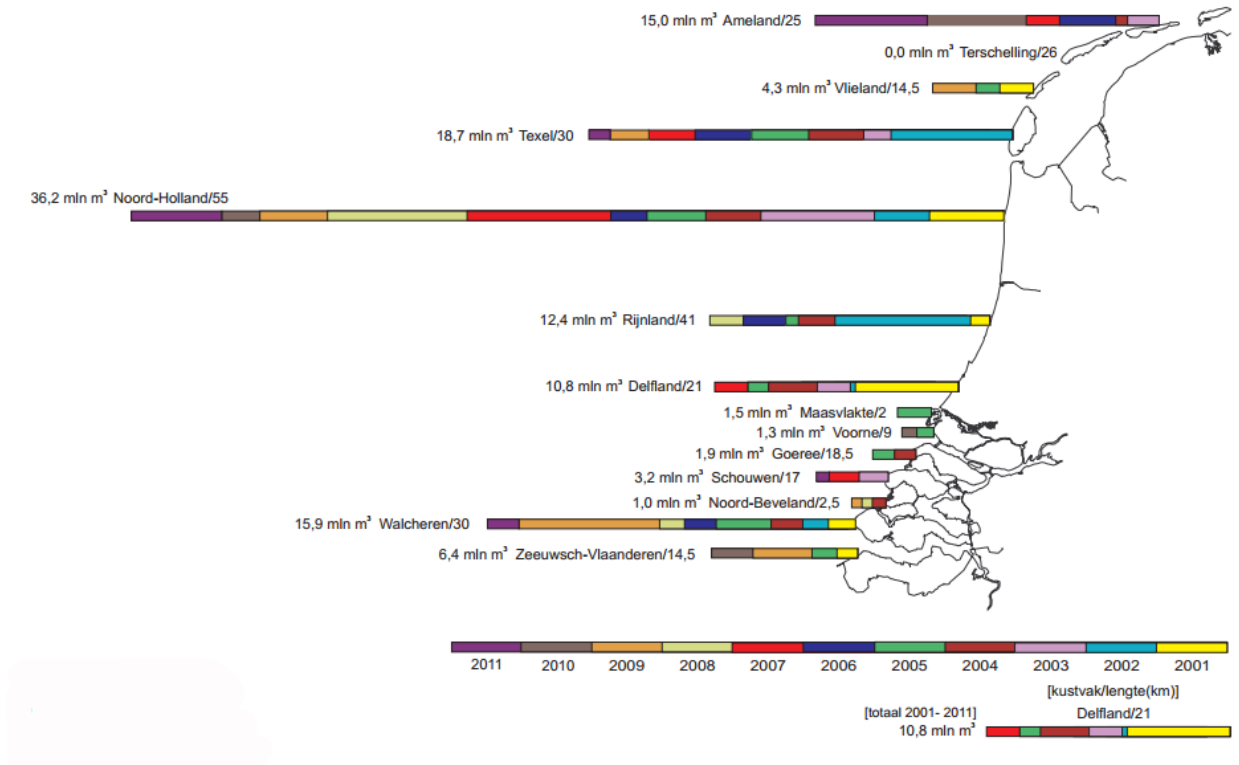 15,0 mln m³ Ameland/25
0,0 mln m³ Terschelling/26
4,3 mln m³ Vlieland/14,5
18,7 mln m³ Texel/30
36,2 mln m³ Noord-Holland/55
12,4 mln m³ Rijnland/41
10,8 mln m³ Delfland/21
1,5 mln m³ Maasvlakte/2
1,3 mln m³ Voorne/9
1,9 mln m³ Goeree/18,5
3,2 mln m³ Schouwen/17
1,0 mln m³ Noord-Beveland/2,5
15,9 mln m³ Walcheren/30
6,4 mln m³ Zeeuwsch-Vlaanderen/14,5
2011 2010 2009 2008 2007 2006 2005 2004 2003 2002 2001
[kustvak/lengte(km)]
[totaal 2001- 2011] Delfland/21
10,8 mln m³